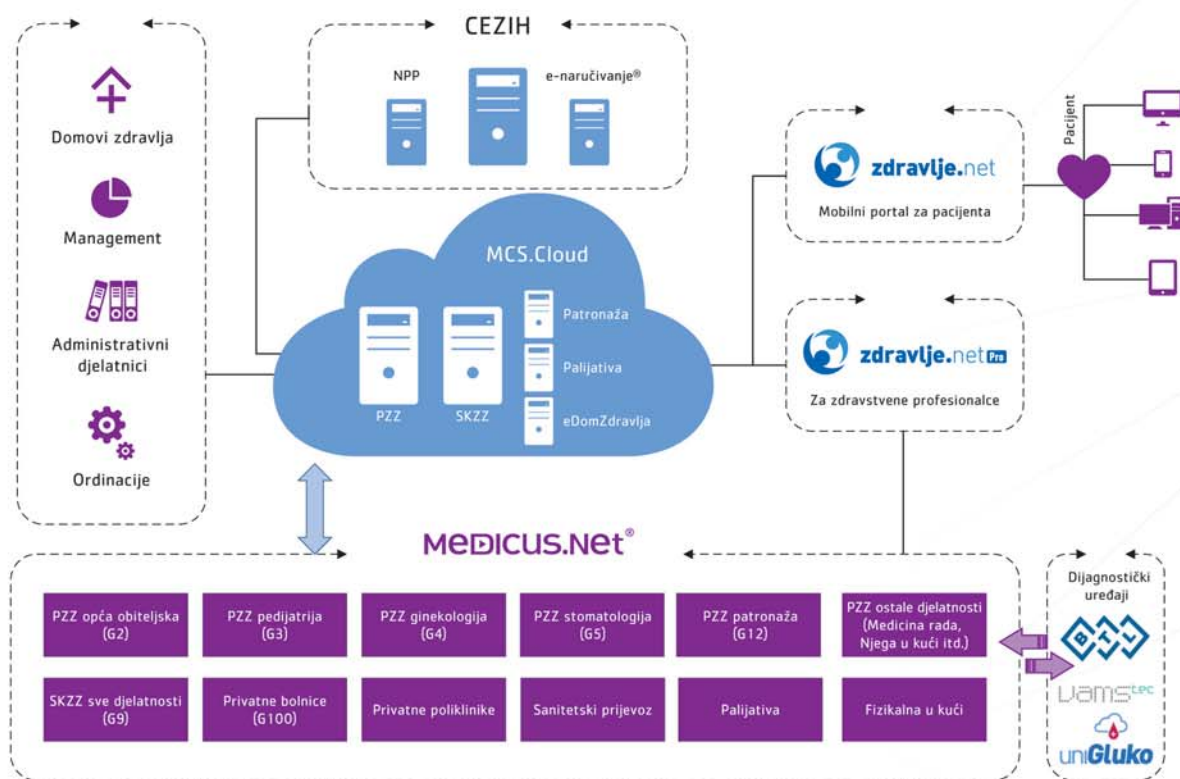 CEZIH
NPP
e-naručivanje®
Domovi zdravlja
Management
Administrativni
djelatnici
Ordinacije
MCS.Cloud
PZZ
SKZZ
Patronaža
Palijativa
eDomZdravlja
zdravlje.net
Mobilni portal za pacijenta
Pacijent
zdravlje.net Pro
Za zdravstvene profesionalce
MEDICUS.NET®
PZZ opća obiteljska
(G2)
PZZ pedijatrija
(G3)
PZZ ginekologija
(G4)
PZZ stomatologija
(G5)
PZZ patronaža
(G12)
PZZ ostale djelatnosti
(Medicina rada,
Njega u kući itd.)
SKZZ sve djelatnosti
(G9)
Privatne bolnice
(G100)
Privatne poliklinike
Sanitetski prijevoz
Palijativa
Fizikalna u kući
Dijagnostički
uređaji
BTL
vamstec
uniGluko